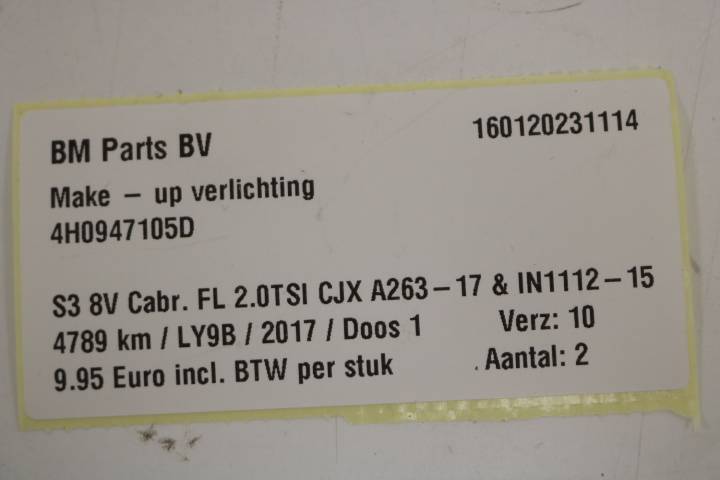 BM Parts BV 160120231114
Make – up verlichting
4H0947105D
S3 8V Cabr. FL 2.0TSI CJX A263–17 & IN1112–15
4789 km / LY9B / 2017 / Doos 1 Verz: 10
9.95 Euro incl. BTW per stuk Aantal: 2